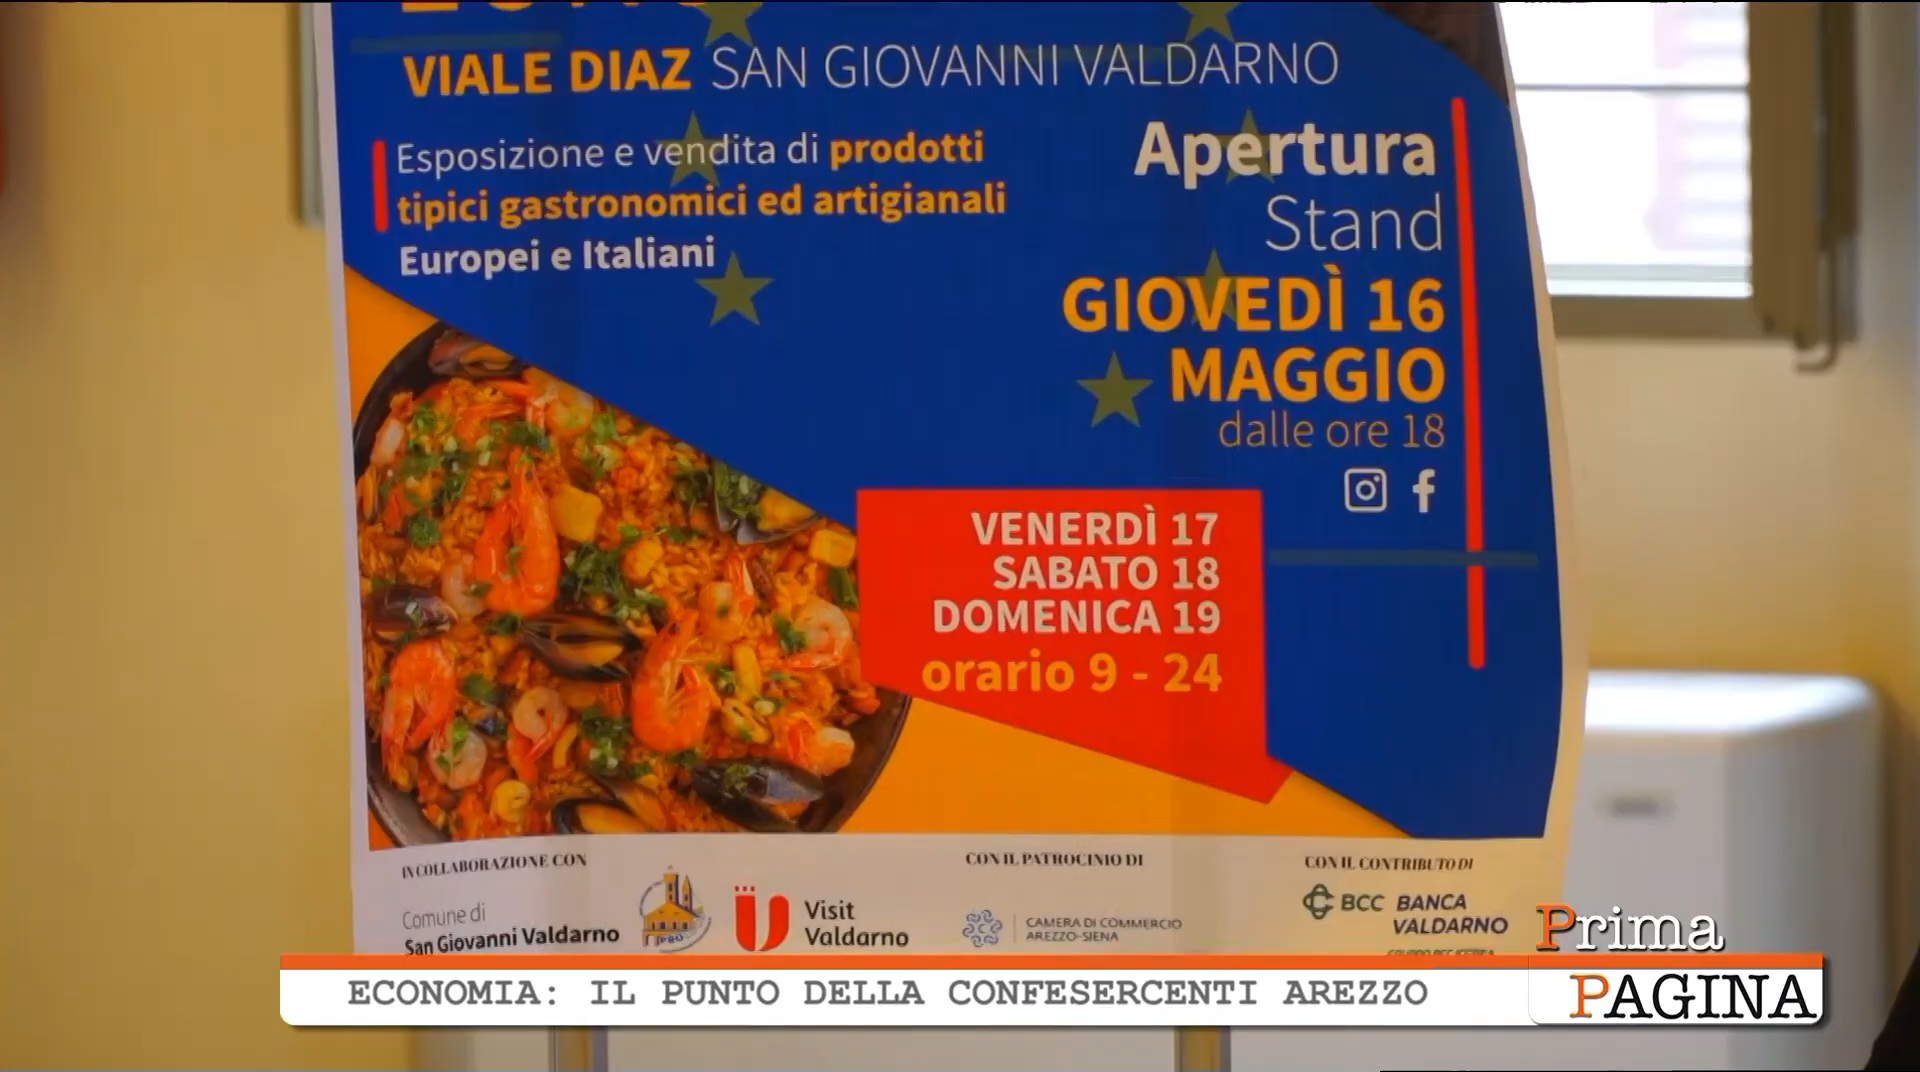 VIALE DIAZ SAN GIOVANNI VALDARNO
Esposizione e vendita di prodotti
tipici gastronomici ed artigianali
Europei e Italiani
Apertura
Stand
GIOVEDÌ 16
MAGGIO
dalle ore 18
VENERDÌ 17
SABATO 18
DOMENICA 19
orario 9 - 24
IN COLLABORAZIONE CON
Comune di
San Giovanni Valdarno
Visit
Valdarno
CON IL PATROCINIO DI
CAMERA DI COMMERCIO
AREZZO-SIENA
CON IL CONTRIBUTO DI
BCC BANCA
VALDARNO
ECONOMIA: IL PUNTO DELLA CONFESERCENTI AREZZO
Prima
PAGINA